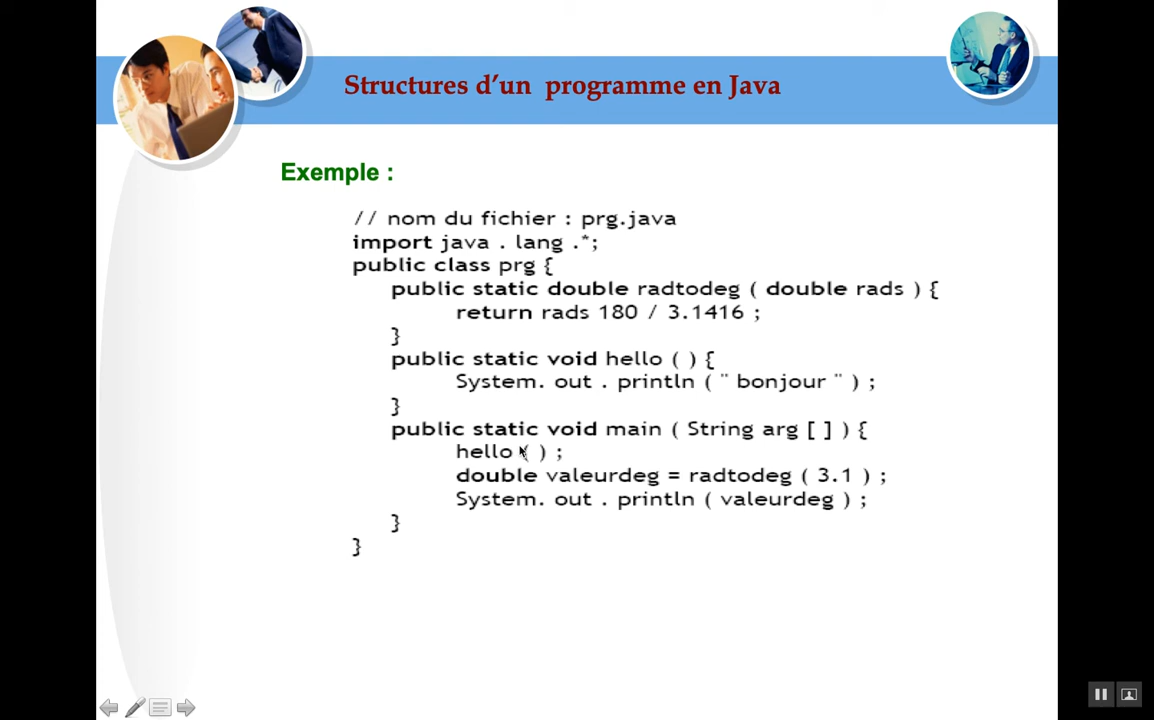 Structures d’un  programme en Java
Exemple :
// nom du fichier : prg.java
import java . lang .*;
public class prg {
public static double radtodeg ( double rads ) {
return rads 180 / 3.1416 ;
}
public static void hello ( ) {
System. out . println ( " bonjour " ) ;
}
public static void main ( String arg [ ] ) {
hello ( ) ;
double valeurdeg = radtodeg ( 3.1 ) ;
System. out . println ( valeurdeg ) ;
}
}